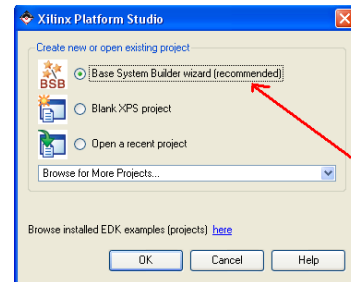 Xilinx Platform Studio
Create new or open existing project
BSB
Base System Builder wizard (recommended)
Blank XPS project
Open a recent project
Browse for More Projects...
Browse installed EDK examples (projects) here
OK Cancel Help